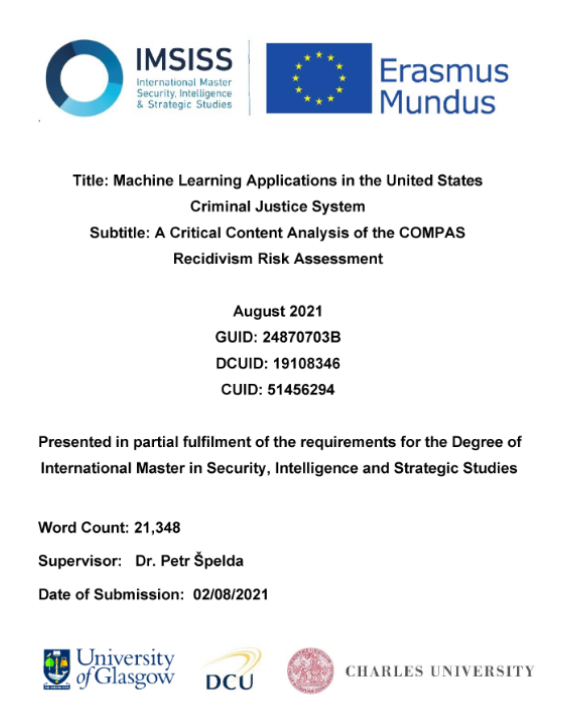 IMSISS
International Master
Security, Intelligence
& Strategic Studies
Erasmus
Mundus
Title: Machine Learning Applications in the United States
Criminal Justice System
Subtitle: A Critical Content Analysis of the COMPAS
Recidivism Risk Assessment
August 2021
GUID: 24870703B
DCUID: 19108346
CUID: 51456294
Presented in partial fulfilment of the requirements for the Degree of
International Master in Security, Intelligence and Strategic Studies
Word Count: 21,348
Supervisor: Dr. Petr Špelda
Date of Submission: 02/08/2021
University
of Glasgow
DCU
CHARLES UNIVERSITY